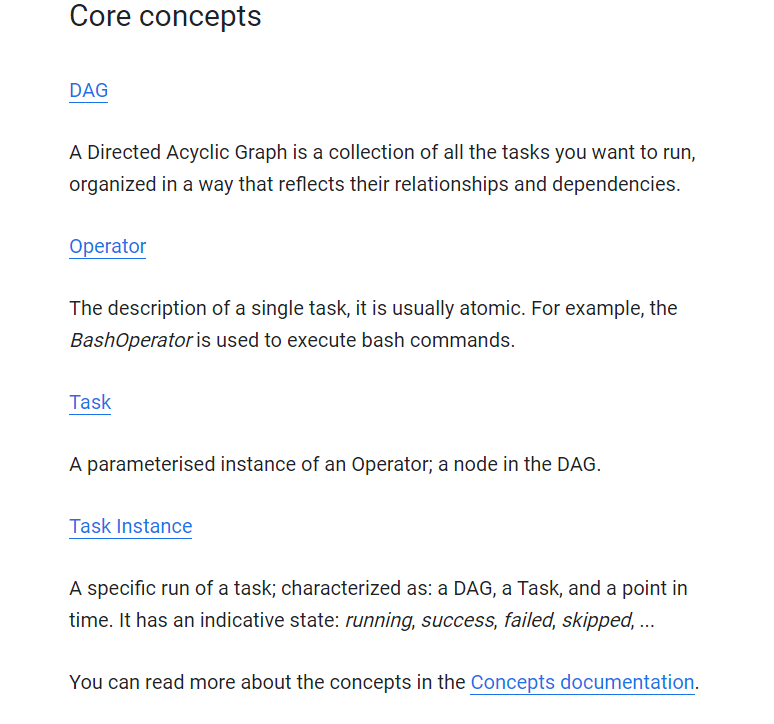 Core concepts
DAG
A Directed Acyclic Graph is a collection of all the tasks you want to run,
organized in a way that reflects their relationships and dependencies.
Operator
The description of a single task, it is usually atomic. For example, the
BashOperator is used to execute bash commands.
Task
A parameterised instance of an Operator; a node in the DAG.
Task Instance
A specific run of a task; characterized as: a DAG, a Task, and a point in
time. It has an indicative state: running, success, failed, skipped, ...
You can read more about the concepts in the Concepts documentation.